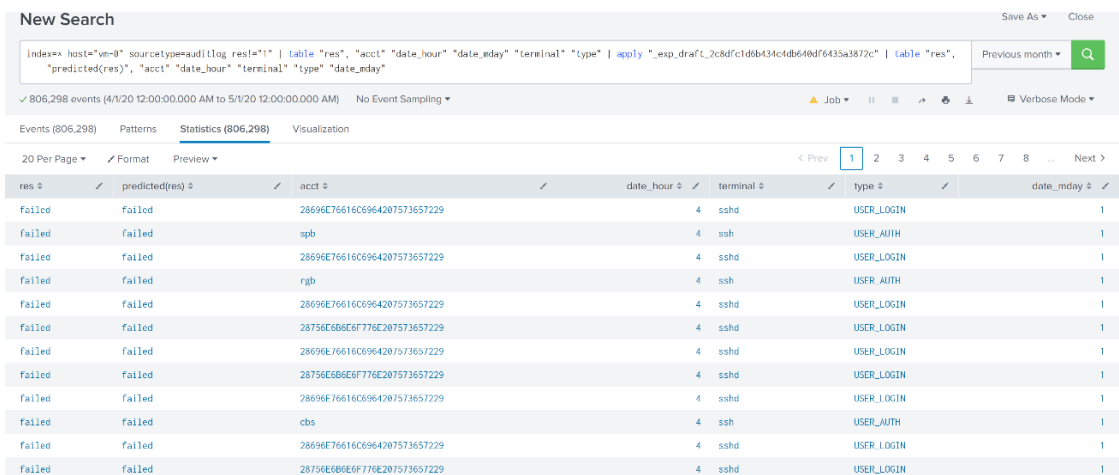 New Search
Save As ▾ Close
index=* host="vm-0" sourcetype=auditlog res!="1" | table "res", "acct" "date_hour" "date_mday" "terminal" "type" | apply "_exp_draft_2c8dfc1d6b434c4db640df6435a3872c" | table "res",
"predicted(res)", "acct" "date_hour" "terminal" "type" "date_mday"
Previous month ▾
✓ 806,298 events (4/1/20 12:00:00.000 AM to 5/1/20 12:00:00.000 AM) No Event Sampling ▾ Job ▾ Verbose Mode ▾
Events (806,298) Patterns Statistics (806,298) Visualization
20 Per Page ▾ Format Preview ▾ < Prev 1 2 3 4 5 6 7 8 ... Next >
res predicted(res) acct date_hour terminal type date_mday
failed failed 28696E76616C6964207573657229 4 sshd USER_LOGIN 1
failed failed spb 4 ssh USER_AUTH 1
failed failed 28696E76616C6964207573657229 4 sshd USER_LOGIN 1
failed failed rgb 4 ssh USER_AUTH 1
failed failed 28696E76616C6964207573657229 4 sshd USER_LOGIN 1
failed failed 28756E6B6E6F776E207573657229 4 sshd USER_LOGIN 1
failed failed 28696E76616C6964207573657229 4 sshd USER_LOGIN 1
failed failed 28756E6B6E6F776E207573657229 4 sshd USER_LOGIN 1
failed failed 28696E76616C6964207573657229 4 sshd USER_LOGIN 1
failed failed cbs 4 ssh USER_AUTH 1
failed failed 28696E76616C6964207573657229 4 sshd USER_LOGIN 1
failed failed 28756E6B6E6F776E207573657229 4 sshd USER_LOGIN 1